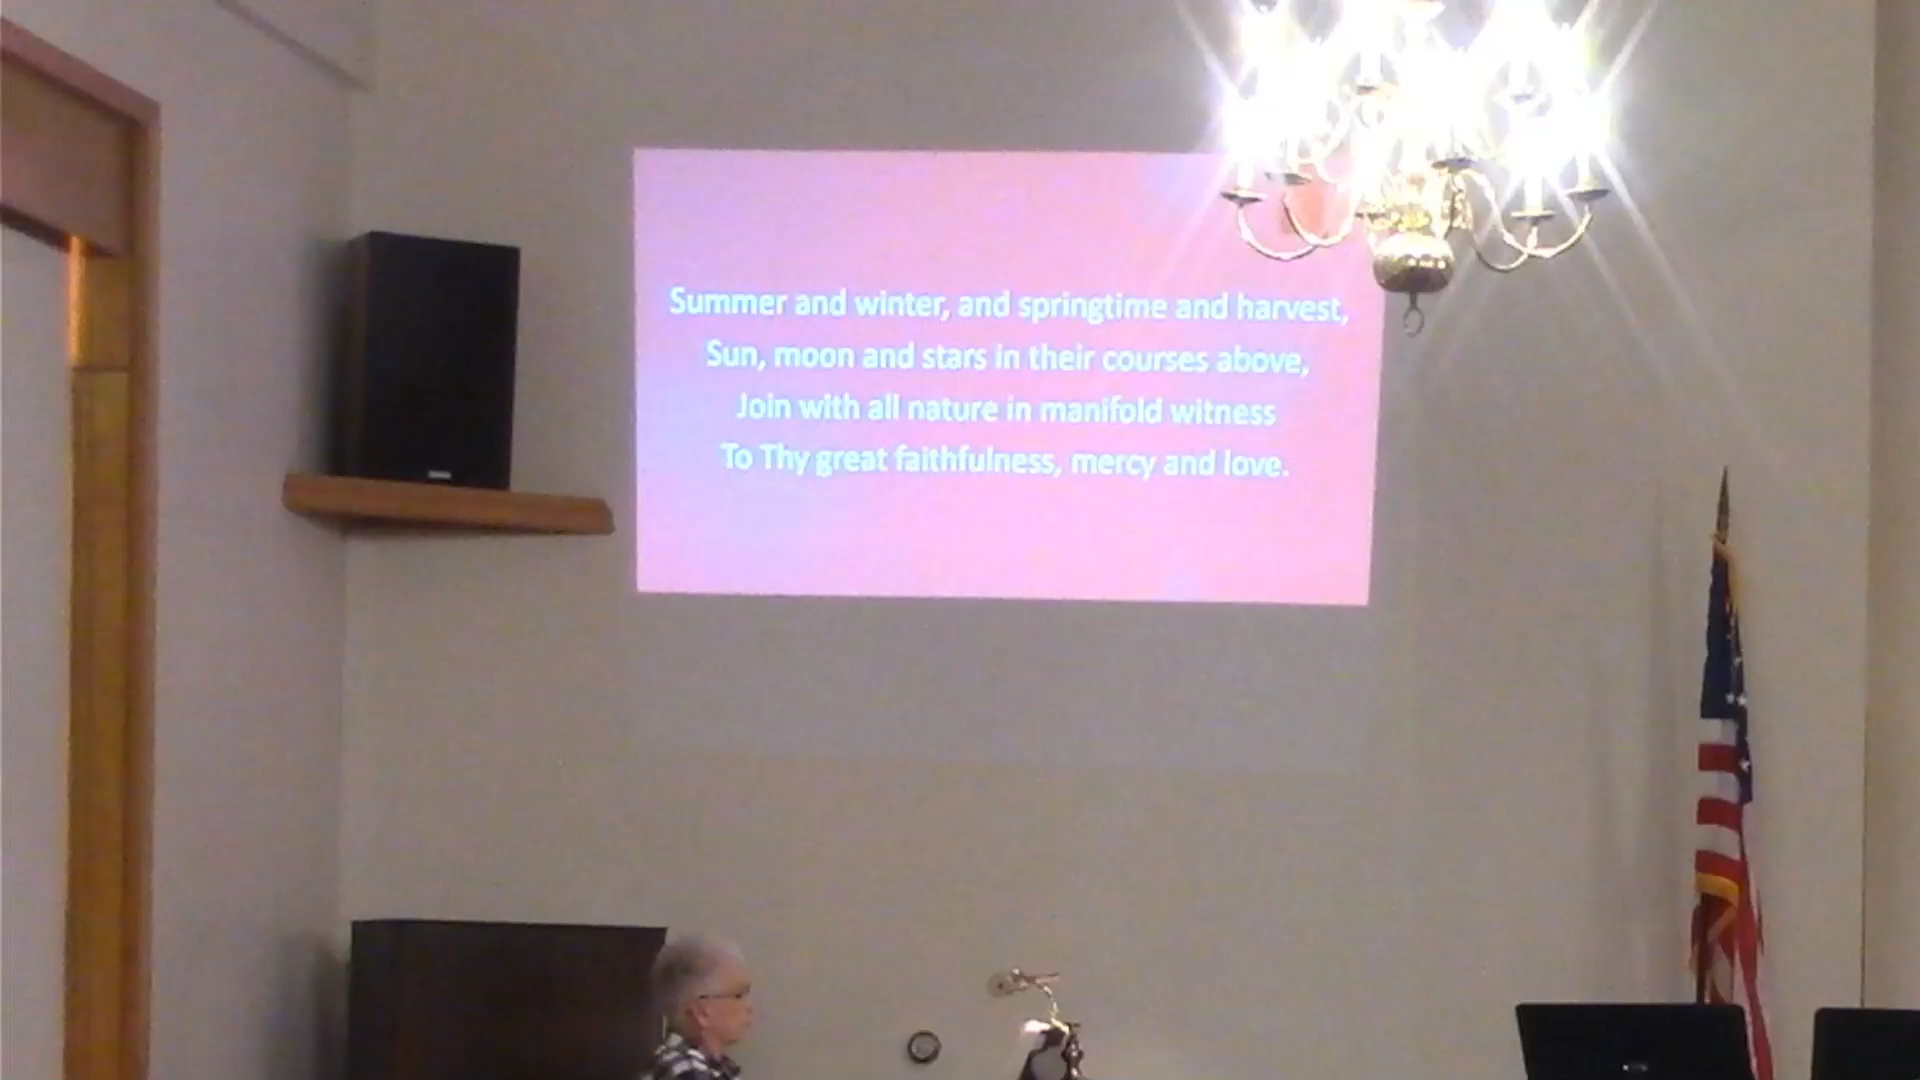 Summer and winter, and springtime and harvest,
Sun, moon and stars in their courses above,
Join with all nature in manifold witness
To Thy great faithfulness, mercy and love.